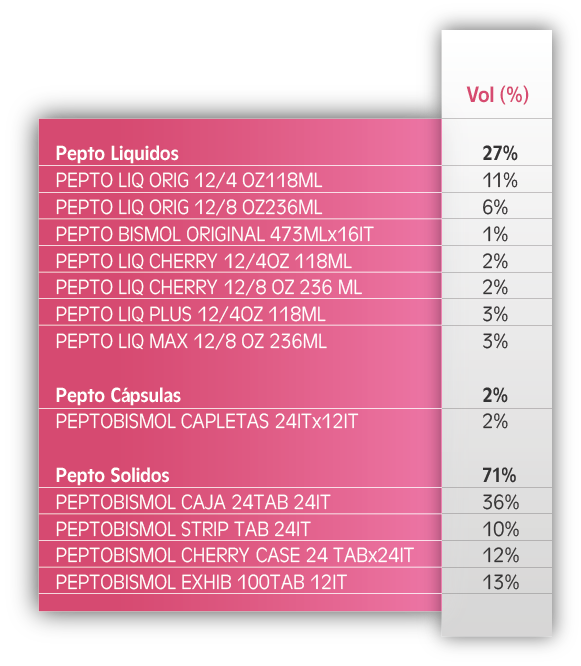 Vol (%)
Pepto Liquidos 27%
PEPTO LIQ ORIG 12/4 OZ118ML 11%
PEPTO LIQ ORIG 12/8 OZ236ML 6%
PEPTO BISMOL ORIGINAL 473MLx16IT 1%
PEPTO LIQ CHERRY 12/4OZ 118ML 2%
PEPTO LIQ CHERRY 12/8 OZ 236 ML 2%
PEPTO LIQ PLUS 12/4OZ 118ML 3%
PEPTO LIQ MAX 12/8 OZ 236ML 3%
Pepto Cápsulas 2%
PEPTOBISMOL CAPLETAS 24ITx12IT 2%
Pepto Solidos 71%
PEPTOBISMOL CAJA 24TAB 24IT 36%
PEPTOBISMOL STRIP TAB 24IT 10%
PEPTOBISMOL CHERRY CASE 24 TABx24IT 12%
PEPTOBISMOL EXHIB 100TAB 12IT 13%